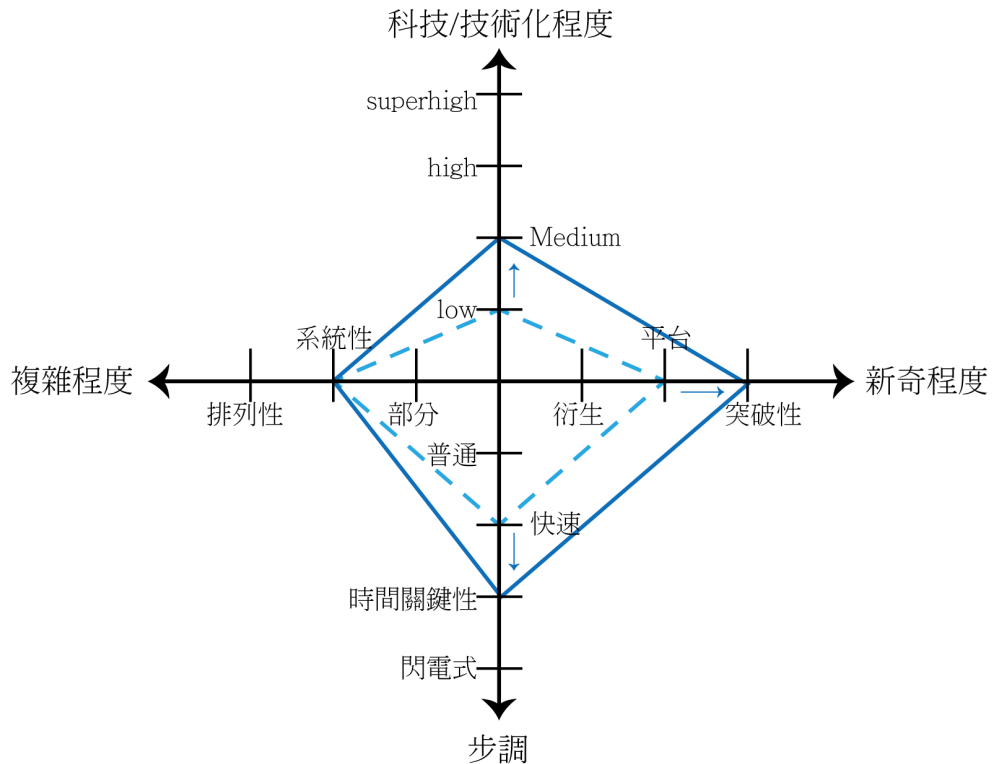 科技/技術化程度
superhigh
high
Medium
low
系統性
平台
複雜程度
新奇程度
排列性
部分
衍生
突破性
普通
快速
時間關鍵性
閃電式
步調